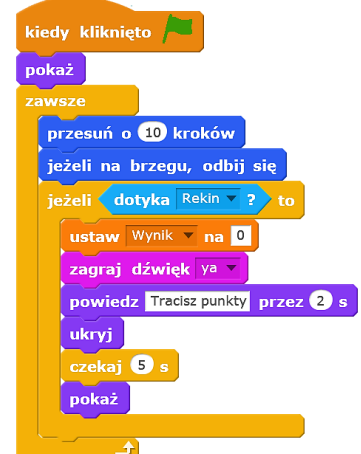 kiedy kliknięto
pokaż
zawsze
przesuń o 10 kroków
jeżeli na brzegu, odbij się
jeżeli dotyka Rekin ? to
ustaw Wynik na 0
zagraj dźwięk ya
powiedz Tracisz punkty przez 2 s
ukryj
czekaj 5 s
pokaż